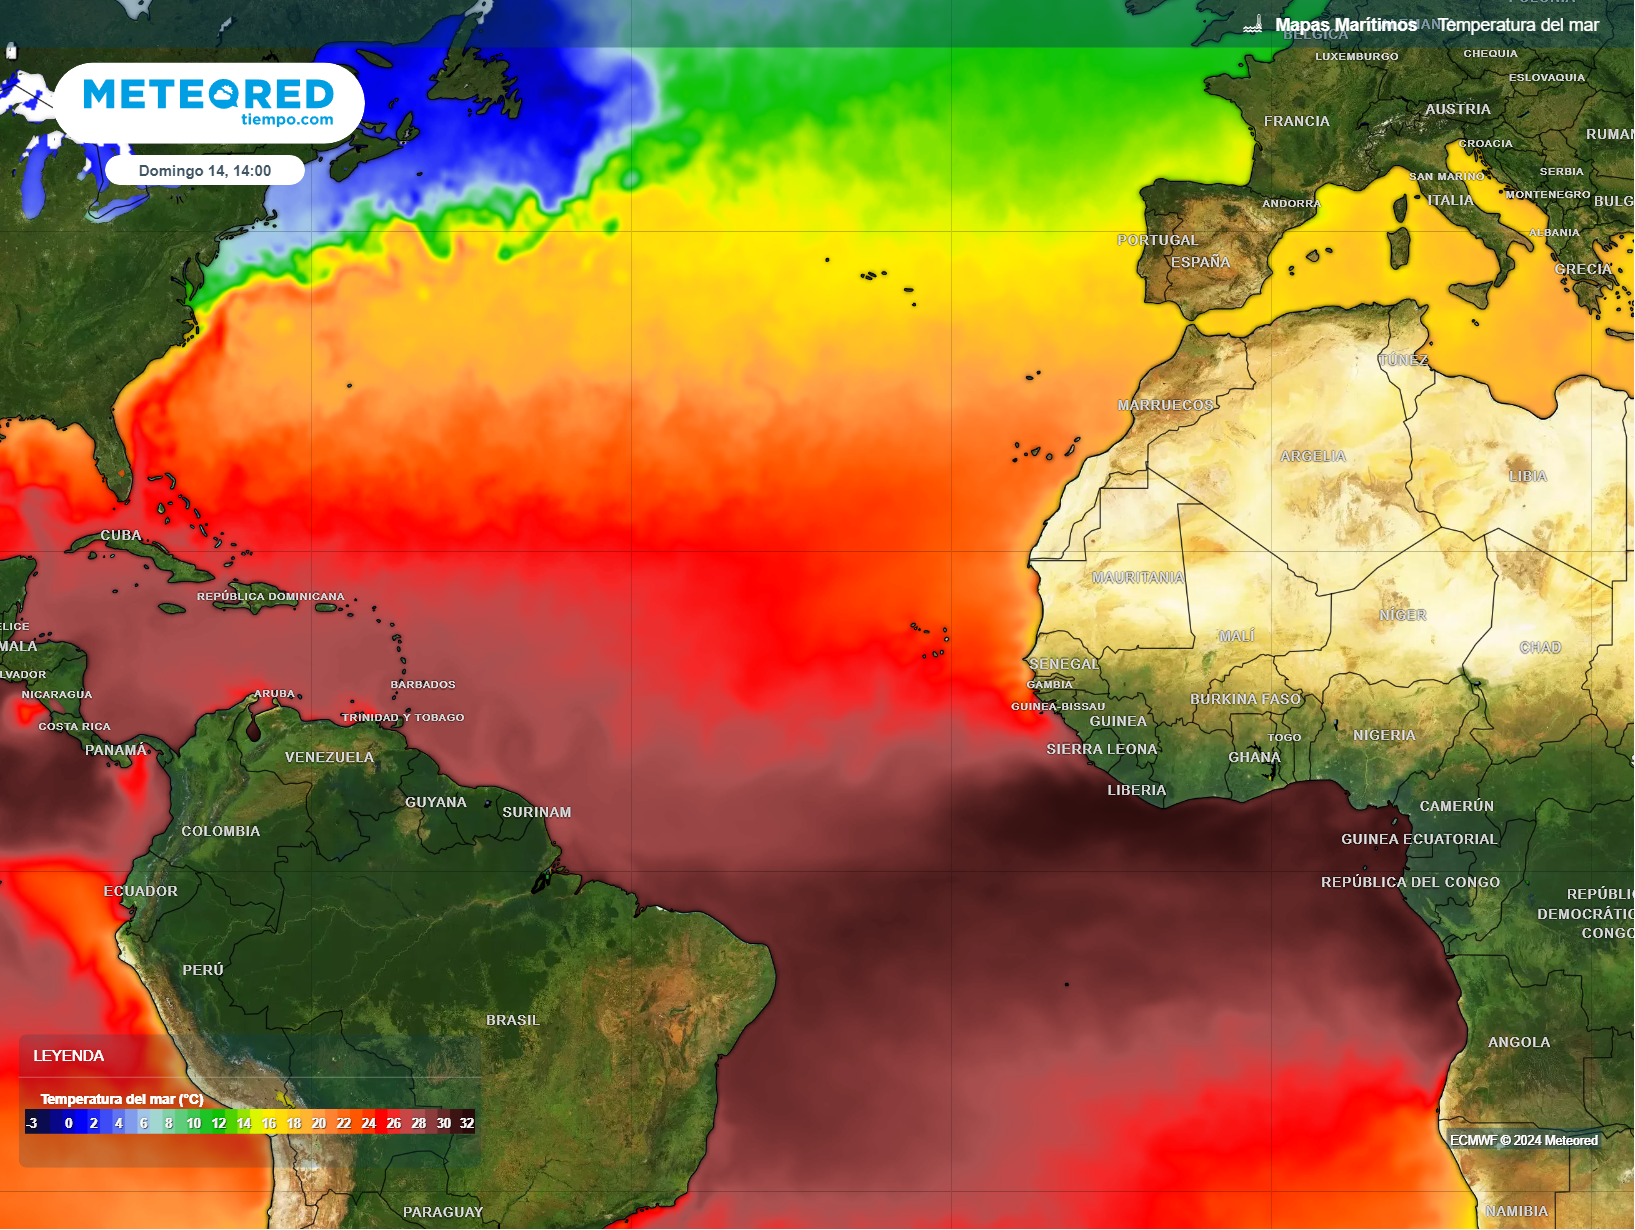 Mapas Marítimos Temperatura del mar
BÉLGICA
LUXEMBURGO
CHEQUIA
ESLOVAQUIA
METEORED
tiempo.com
Domingo 14, 14:00
FRANCIA
AUSTRIA
CROACIA
SERBIA
SAN MARINO
MONTENEGRO
ITALIA
ANDORRA
ALBANIA
PORTUGAL
ESPAÑA
GRECIA
TÚNEZ
MARRUECOS
ARGELIA
LIBIA
CUBA
MAURITANIA
REPÚBLICA DOMINICANA
NÍGER
MALÍ
CHAD
SENEGAL
GAMBIA
NICARAGUA
ARUBA
BARBADOS
BURKINA FASO
GUINEA-BISSAU
COSTA RICA
TRINIDAD Y TOBAGO
GUINEA
TOGO
NIGERIA
PANAMÁ
VENEZUELA
SIERRA LEONA
GHANA
LIBERIA
GUYANA
SURINAM
CAMERÚN
COLOMBIA
GUINEA ECUATORIAL
ECUADOR
REPÚBLICA DEL CONGO
REPÚBLIC
DEMOCRÁTIC
CONGO
PERÚ
BRASIL
ANGOLA
LEYENDA
Temperatura del mar (°C)
-3 0 2 4 6 8 10 12 14 16 18 20 22 24 26 28 30 32
ECMWF © 2024 Meteored
PARAGUAY
NAMIBIA